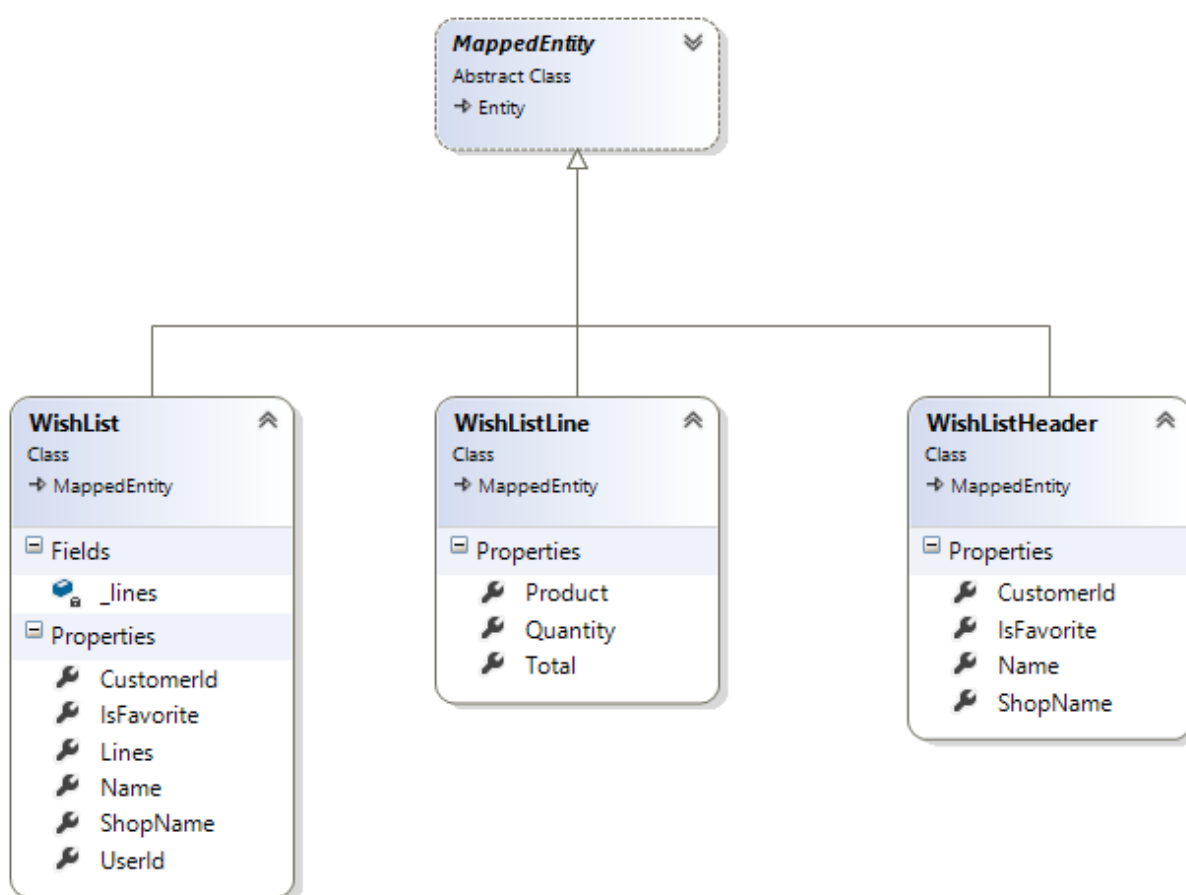 MappedEntity
Abstract Class
Entity
WishList
Class
MappedEntity
Fields
_lines
Properties
CustomerId
IsFavorite
Lines
Name
ShopName
UserId
WishListLine
Class
MappedEntity
Properties
Product
Quantity
Total
WishListHeader
Class
MappedEntity
Properties
CustomerId
IsFavorite
Name
ShopName